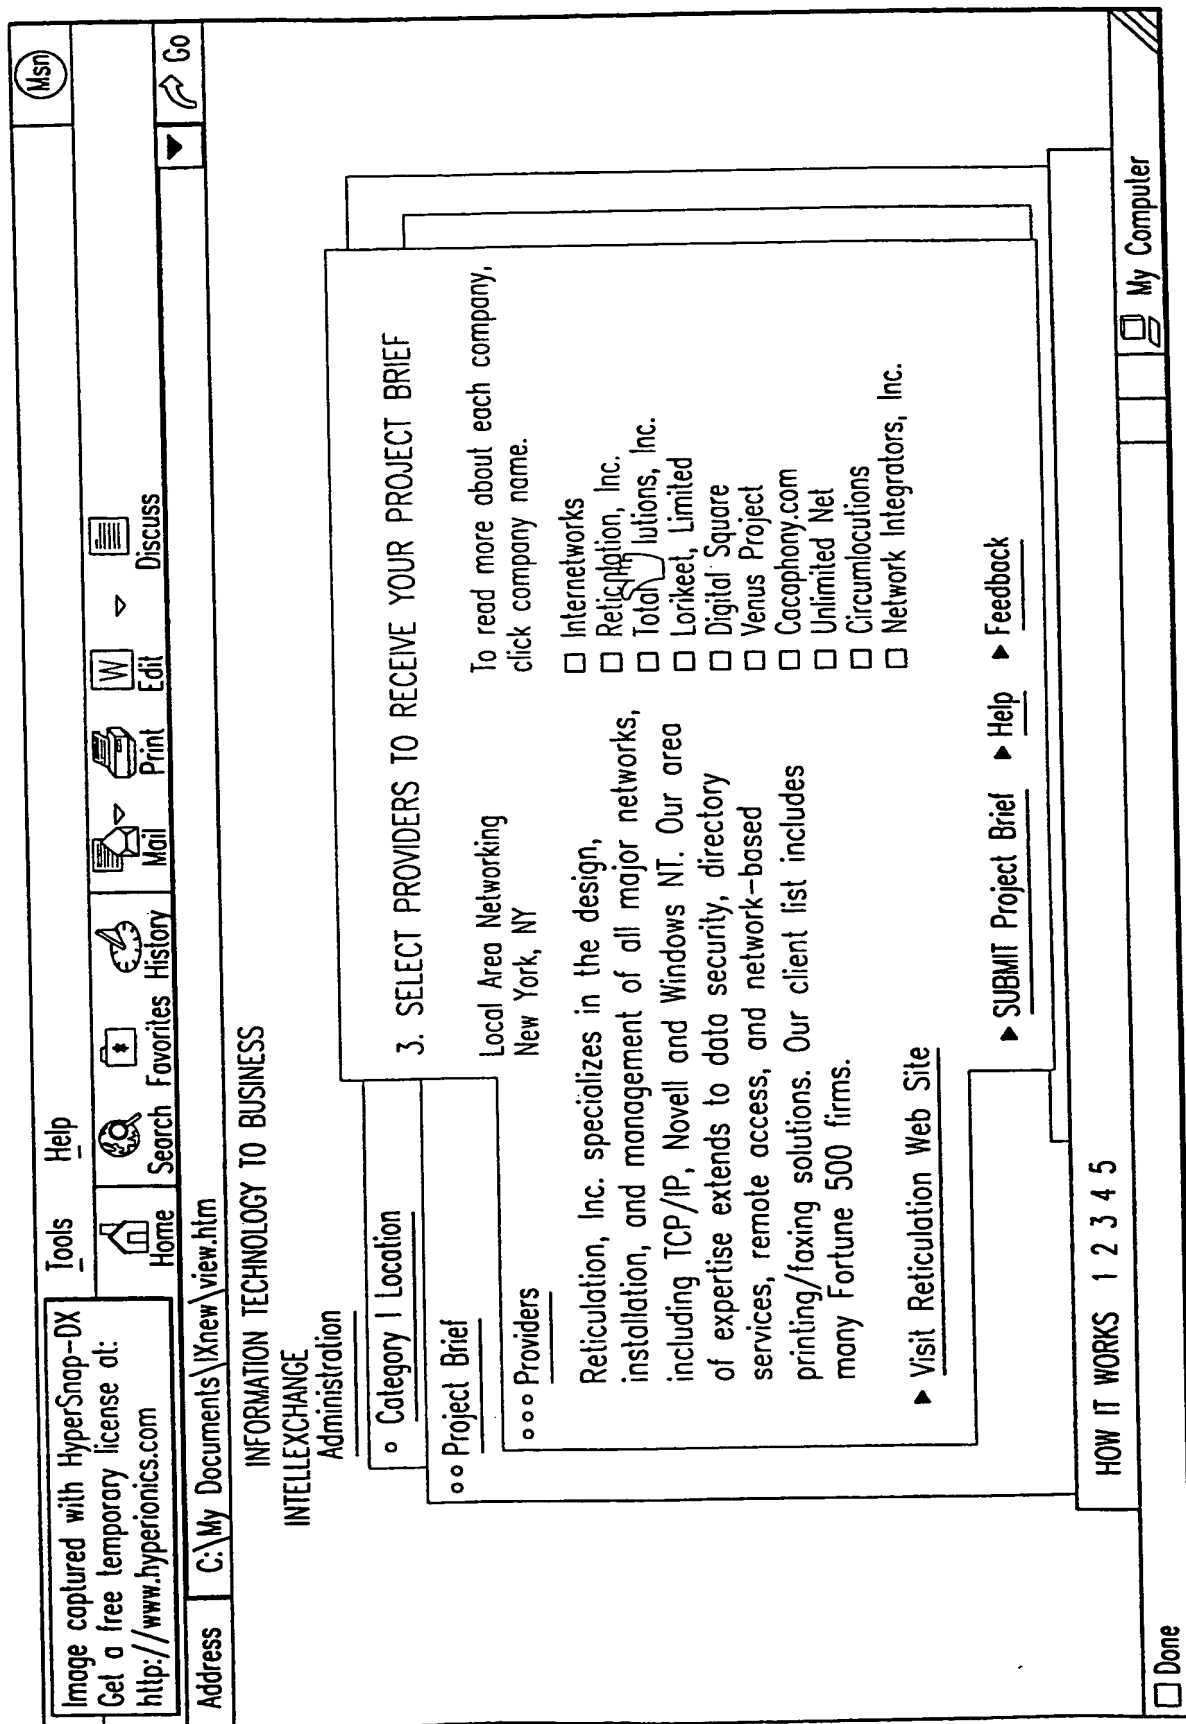 Image captured with HyperSnap-DX
Get a free temporary license at:
http://www.hyperionics.com
Tools Help
Msn
Home Search Favorites History Mail Print Edit Discuss
Address C:\My Documents\IXnew\view.htm Go
INFORMATION TECHNOLOGY TO BUSINESS
INTELLEXCHANGE
Administration
Category | Location
Project Brief
Providers
3. SELECT PROVIDERS TO RECEIVE YOUR PROJECT BRIEF
Local Area Networking
New York, NY
Reticulation, Inc. specializes in the design,
installation, and management of all major networks,
including TCP/IP, Novell and Windows NT. Our area
of expertise extends to data security, directory
services, remote access, and network-based
printing/faxing solutions. Our client list includes
many Fortune 500 firms.
Visit Reticulation Web Site
To read more about each company,
click company name.
Internetworks
Reticulation, Inc.
Total lutions, Inc.
Lorikeet, Limited
Digital Square
Venus Project
Cacophony.com
Unlimited Net
Circumlocutions
Network Integrators, Inc.
SUBMIT Project Brief Help Feedback
HOW IT WORKS 1 2 3 4 5
Done My Computer